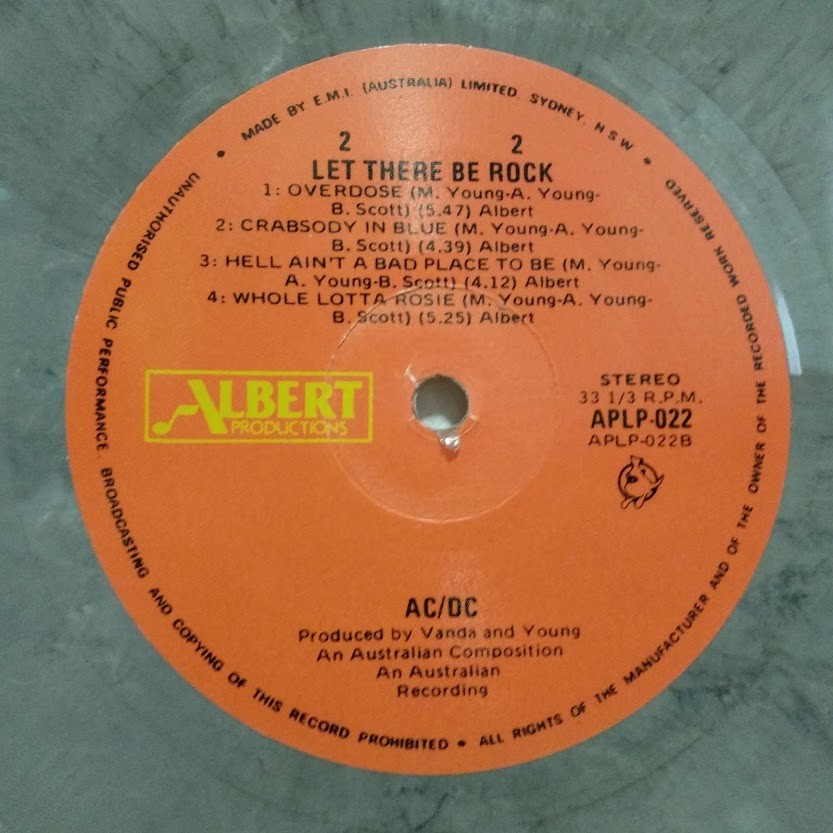 MADE BY E.M.I. (AUSTRALIA) LIMITED. SYDNEY, N S W
2 2
LET THERE BE ROCK
1: OVERDOSE (M. Young-A. Young-
B. Scott) (5.47) Albert
2: CRABSODY IN BLUE (M. Young-A. Young-
B. Scott) (4.39) Albert
3: HELL AIN'T A BAD PLACE TO BE (M. Young-
A. Young-B. Scott) (4.12) Albert
4: WHOLE LOTTA ROSIE (M. Young-A. Young-
B. Scott) (5.25) Albert
ALBERT
PRODUCTIONS
STEREO
33 1/3 R.P.M.
APLP-022
APLP-022B
AC/DC
Produced by Vanda and Young
An Australian Composition
An Australian
Recording
UNAUTHORISED PUBLIC PERFORMANCE. BROADCASTING AND COPYING OF THIS RECORD PROHIBITED • ALL RIGHTS OF THE MANUFACTURER AND OF THE OWNER OF THE RECORDED WORK RESERVED